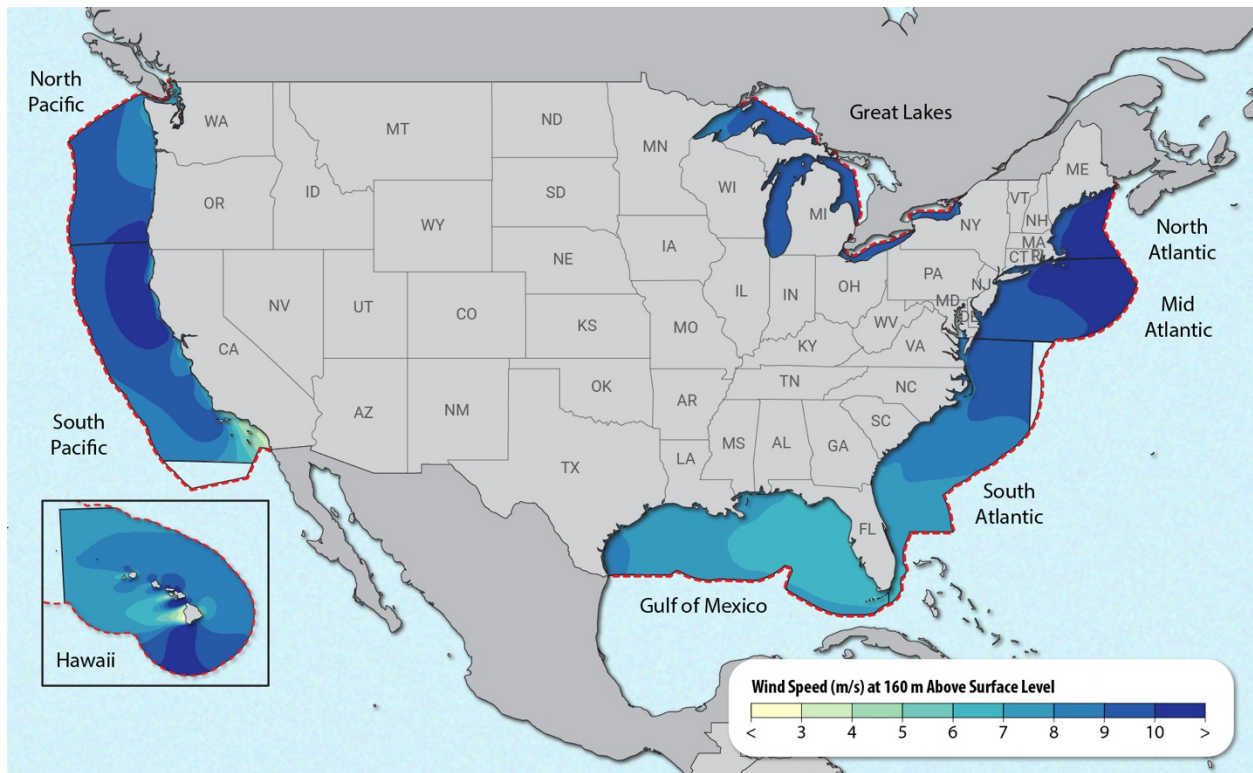 North
Pacific
Great Lakes
WA
MT
ND
MN
ME
OR
ID
SD
WI
MI
VT
NH
NY
North
Atlantic
WY
IA
MA
CT
RI
NE
PA
NJ
Mid
Atlantic
NV
UT
CO
IL
IN
OH
MD
DE
KS
MO
WV
VA
CA
KY
OK
TN
NC
AZ
NM
AR
SC
South
Pacific
MS
AL
GA
LA
TX
South
Atlantic
FL
Gulf of Mexico
Hawaii
Wind Speed (m/s) at 160 m Above Surface Level
< 3 4 5 6 7 8 9 10 >